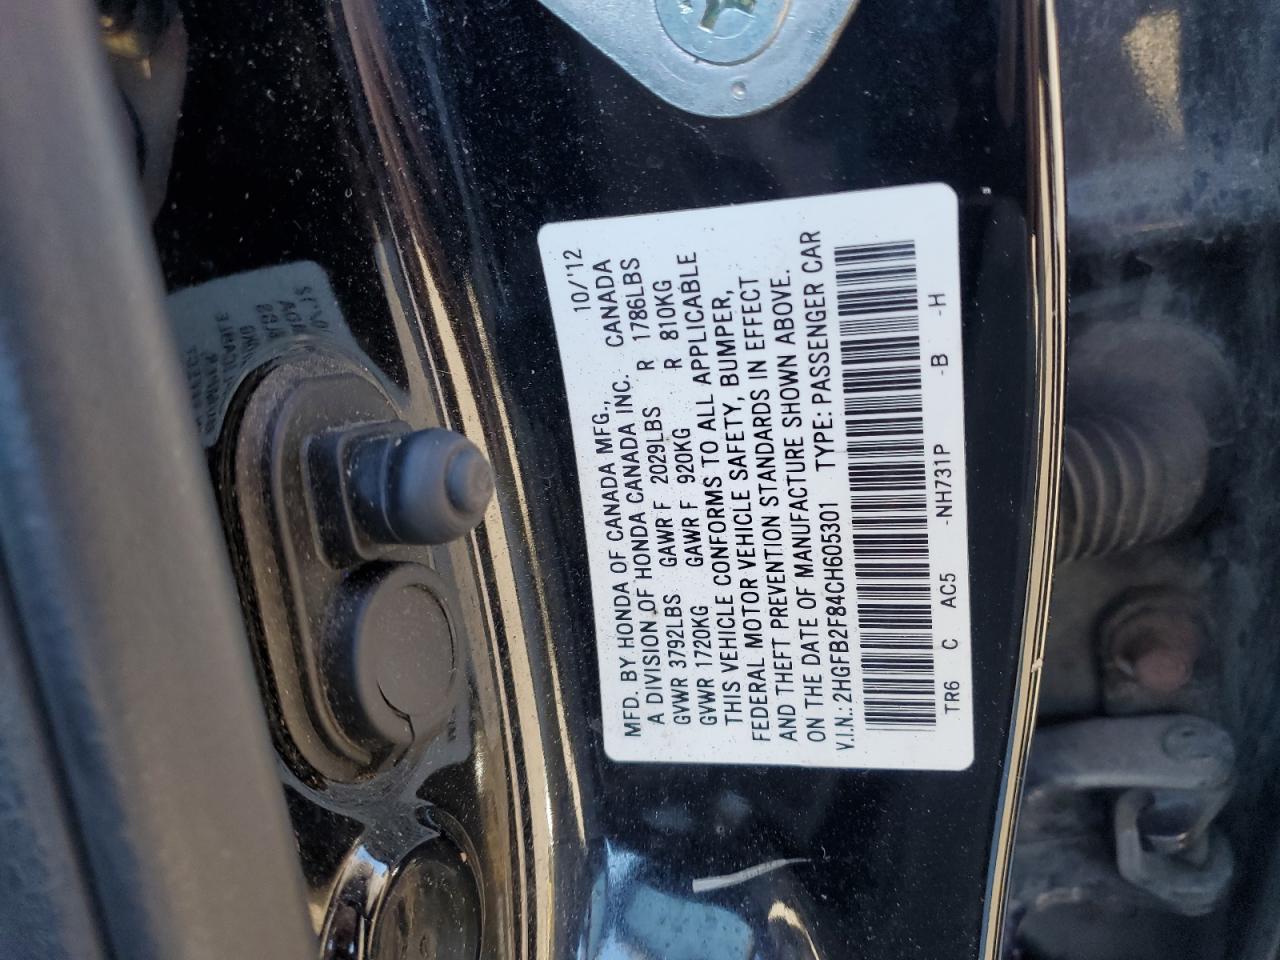 10/'12
MFD. BY HONDA OF CANADA MFG.,
A DIVISION OF HONDA CANADA INC. CANADA
GVWR 3792LBS GAWR F 2029LBS R 1786LBS
GVWR 1720KG GAWR F 920KG R 810KG
THIS VEHICLE CONFORMS TO ALL APPLICABLE
FEDERAL MOTOR VEHICLE SAFETY, BUMPER,
AND THEFT PREVENTION STANDARDS IN EFFECT
ON THE DATE OF MANUFACTURE SHOWN ABOVE.
V.I.N.: 2HGFB2F84CH605301 TYPE: PASSENGER CAR
TR6 C AC5 -NH731P -B -H